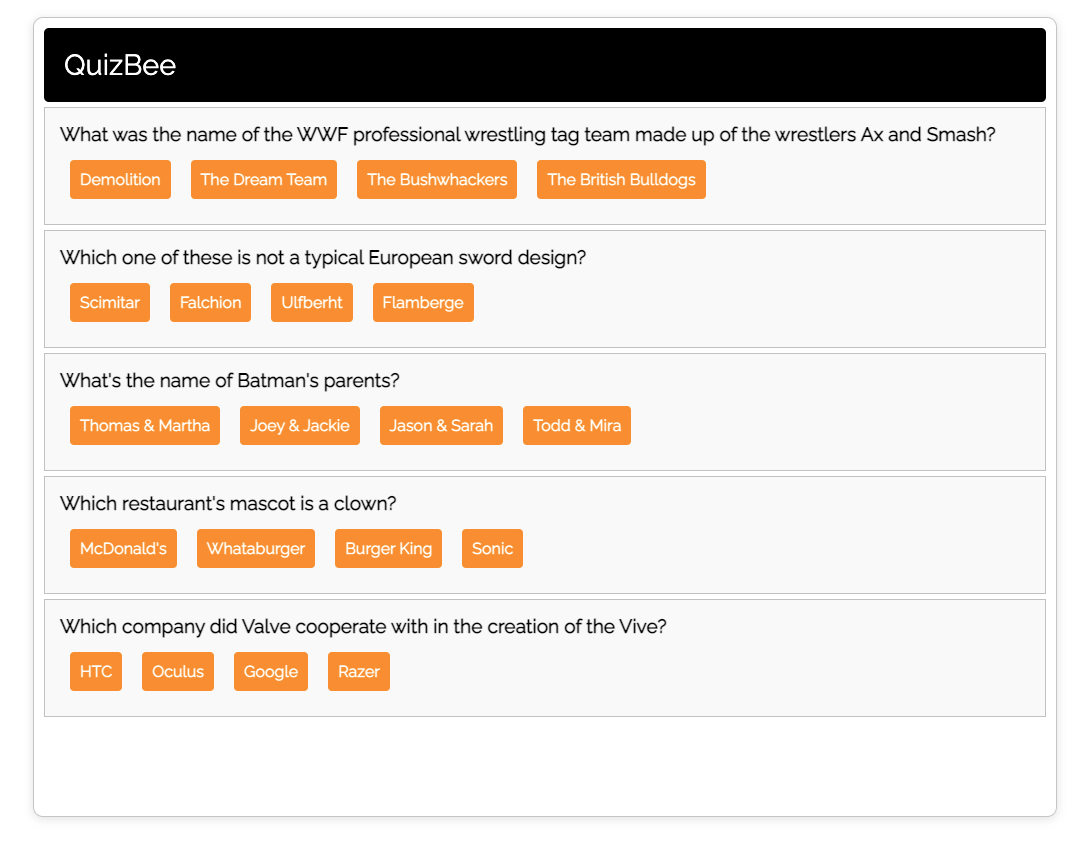 QuizBee
What was the name of the WWF professional wrestling tag team made up of the wrestlers Ax and Smash?
Demolition The Dream Team The Bushwhackers The British Bulldogs
Which one of these is not a typical European sword design?
Scimitar Falchion Ulfberht Flamberge
What's the name of Batman's parents?
Thomas & Martha Joey & Jackie Jason & Sarah Todd & Mira
Which restaurant's mascot is a clown?
McDonald's Whataburger Burger King Sonic
Which company did Valve cooperate with in the creation of the Vive?
HTC Oculus Google Razer